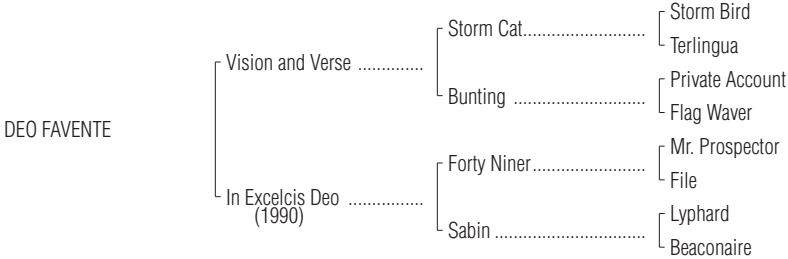 Storm Bird
Storm Cat..........................
Terlingua
Vision and Verse ..............
Private Account
Bunting ............................
Flag Waver
DEO FAVENTE
Mr. Prospector
Forty Niner........................
File
In Excelcis Deo ................
(1990)
Lyphard
Sabin ................................
Beaconaire